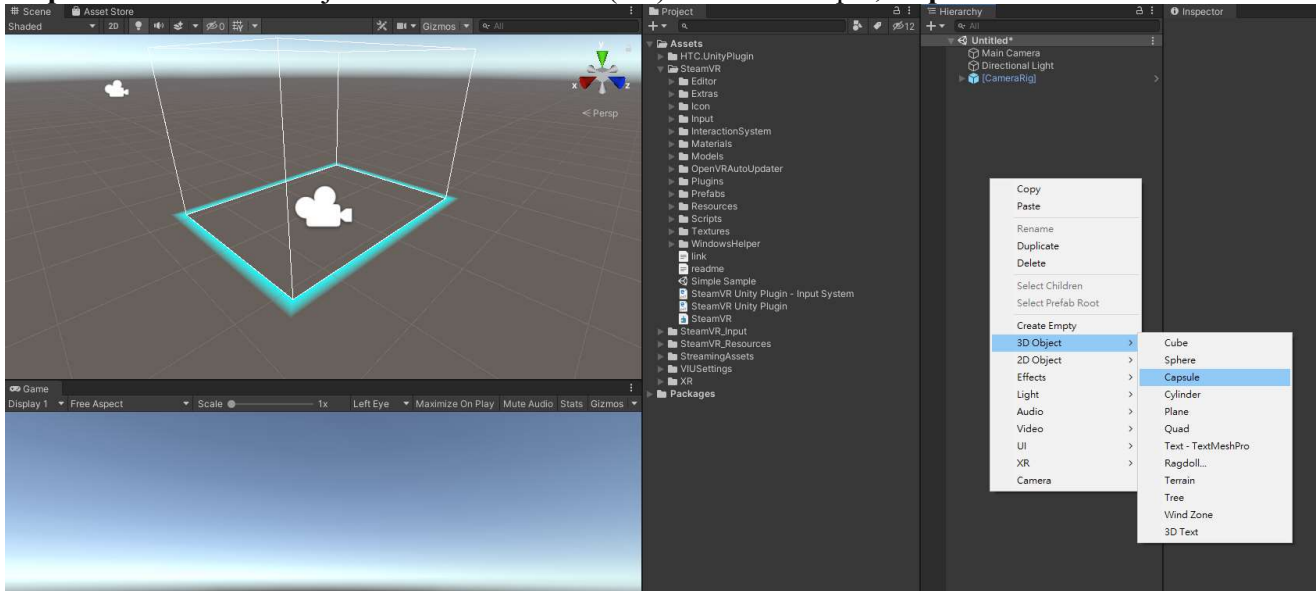 Scene Asset Store
Shaded 2D 0 Gizmos All
Y
x z
Persp
Game
Display 1 Free Aspect Scale 1x Left Eye Maximize On Play Mute Audio Stats Gizmos
Project
12
Assets
HTC.UnityPlugin
SteamVR
Editor
Extras
Icon
Input
InteractionSystem
Materials
Models
OpenVRAutoUpdater
Plugins
Prefabs
Resources
Scripts
Textures
WindowsHelper
link
readme
Simple Sample
SteamVR Unity Plugin - Input System
SteamVR Unity Plugin
SteamVR
SteamVR_Input
SteamVR_Resources
StreamingAssets
VIUSettings
XR
Packages
Hierarchy
All
Untitled*
Main Camera
Directional Light
[CameraRig]
Copy
Paste
Rename
Duplicate
Delete
Select Children
Select Prefab Root
Create Empty
3D Object
2D Object
Effects
Light
Audio
Video
UI
XR
Camera
Cube
Sphere
Capsule
Cylinder
Plane
Quad
Text - TextMeshPro
Ragdoll...
Terrain
Tree
Wind Zone
3D Text
Inspector